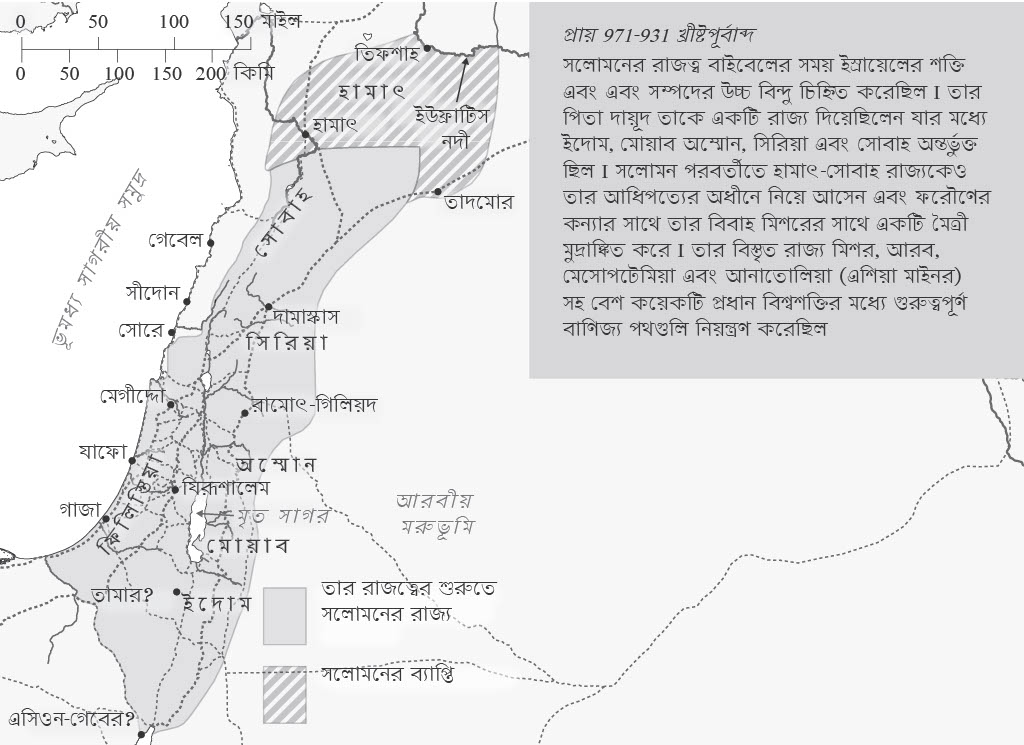 0 50 100 150 মাইল
0 50 100 150 200 কিমি
প্রায় 971-931 খ্রীষ্টপূর্বাব্দ
সলোমনের রাজত্ব বাইবেলের সময় ইস্রায়েলের শক্তি
এবং এবং সম্পদের উচ্চ বিন্দু চিহ্নিত করেছিল I তার
পিতা দায়ূদ তাকে একটি রাজ্য দিয়েছিলেন যার মধ্যে
ইদোম, মোয়াব অম্মোন, সিরিয়া এবং সোবাহ অন্তর্ভুক্ত
ছিল I সলোমন পরবর্তীতে হামাৎ-সোবাহ রাজ্যকেও
তার আধিপত্যের অধীনে নিয়ে আসেন এবং ফরৌণের
কন্যার সাথে তার বিবাহ মিশরের সাথে একটি মৈত্রী
মুদ্রাঙ্কিত করে I তার বিস্তৃত রাজ্য মিশর, আরব,
মেসোপটেমিয়া এবং আনাতোলিয়া (এশিয়া মাইনর)
সহ বেশ কয়েকটি প্রধান বিশ্বশক্তির মধ্যে গুরুত্বপূর্ণ
বাণিজ্য পথগুলি নিয়ন্ত্রণ করেছিল
তিফশাহ
হামাৎ
ইউফ্রাটিস
নদী
হামাৎ
তাদমোর
সোবাহ
ভূমধ্য সাগরীয় সমুদ্র
গেবেল
সীদোন
সোরে
দামাস্কাস
সিরিয়া
মেগীদ্দো
রামোৎ-গিলিয়দ
যাফো
অম্মোন
ফিলিস্তিয়া
যিরূশালেম
গাজা
মৃত সাগর
আরবীয়
মরুভূমি
মোয়াব
তামার?
ইদোম
তার রাজত্বের শুরুতে
সলোমনের রাজ্য
সলোমনের ব্যাপ্তি
এসিওন-গেবের?